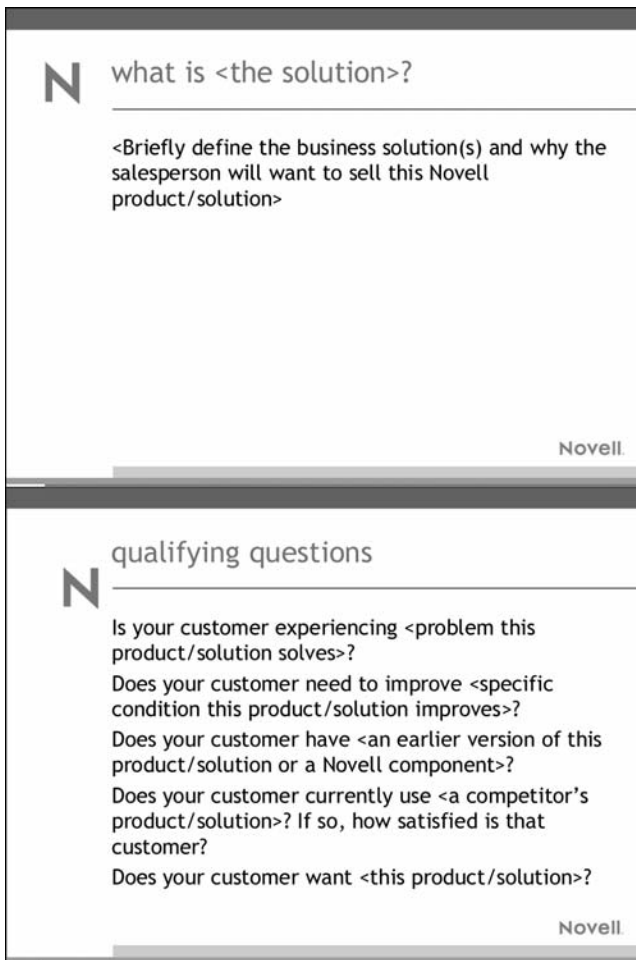 N
what is <the solution>?
<Briefly define the business solution(s) and why the
salesperson will want to sell this Novell
product/solution>
Novell.
N
qualifying questions
Is your customer experiencing <problem this
product/solution solves>?
Does your customer need to improve <specific
condition this product/solution improves>?
Does your customer have <an earlier version of this
product/solution or a Novell component>?
Does your customer currently use <a competitor’s
product/solution>? If so, how satisfied is that
customer?
Does your customer want <this product/solution>?
Novell.